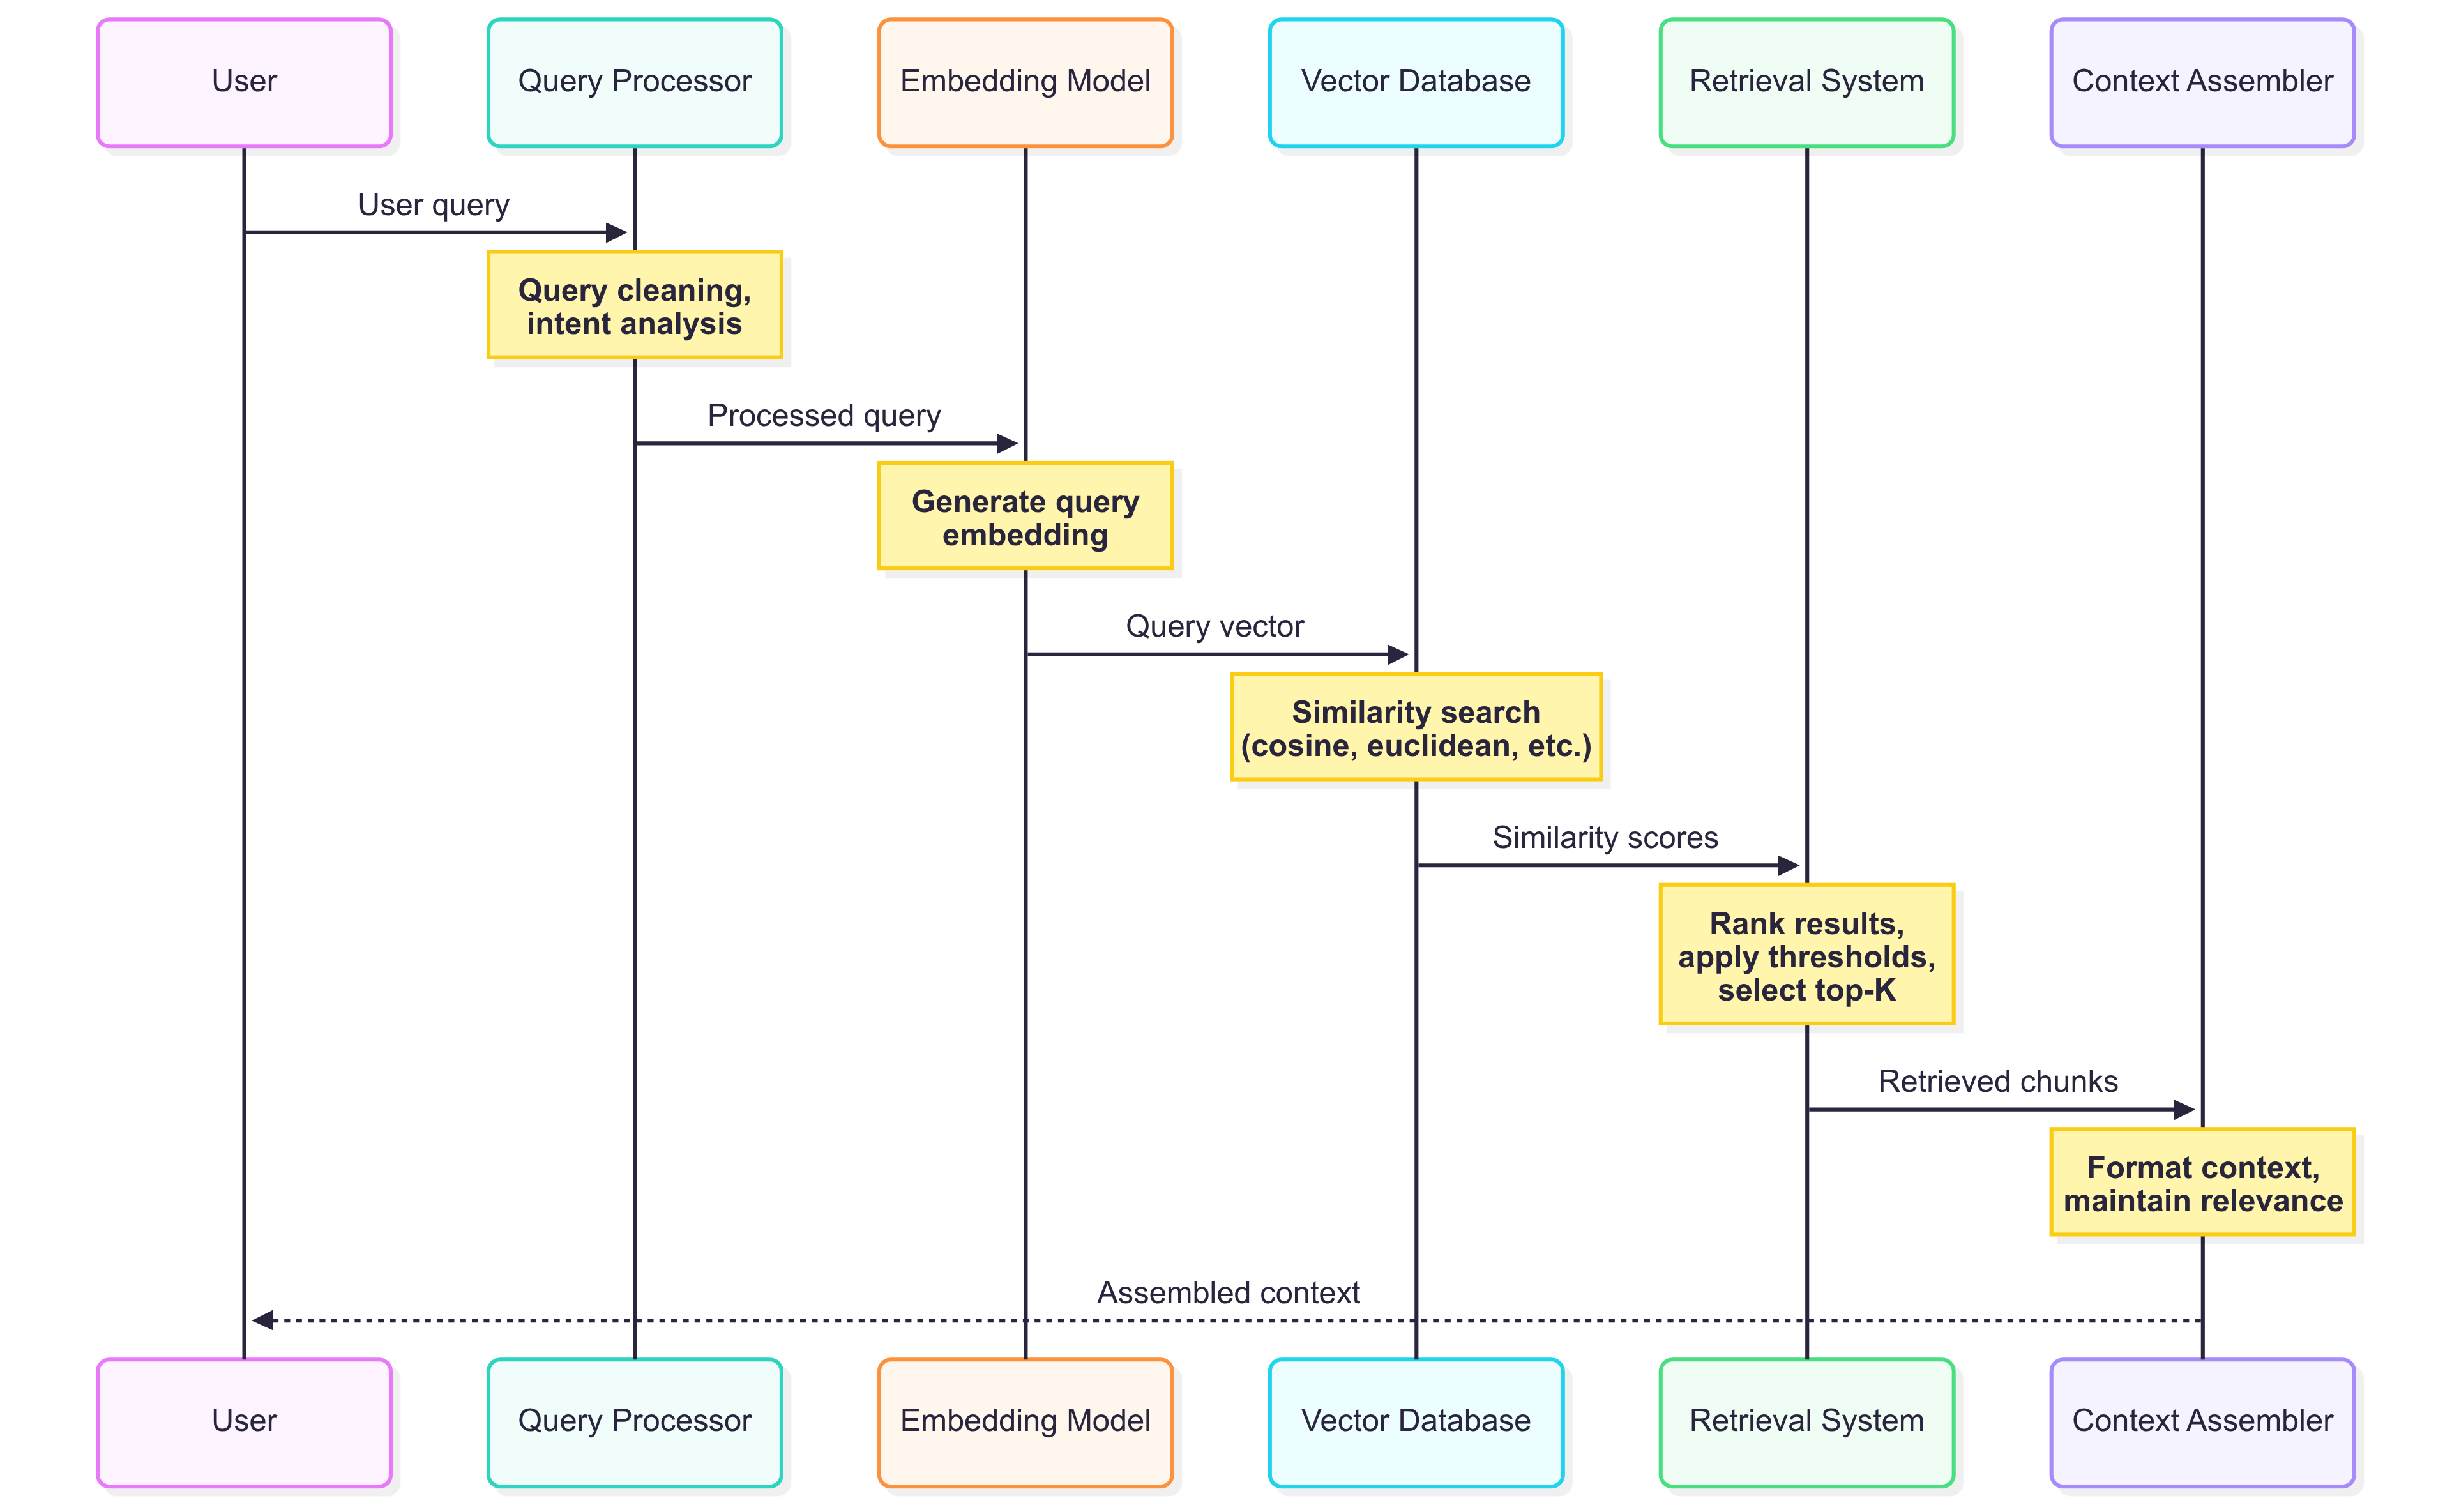 User
Query Processor
Embedding Model
Vector Database
Retrieval System
Context Assembler
User query
Query cleaning,
intent analysis
Processed query
Generate query
embedding
Query vector
Similarity search
(cosine, euclidean, etc.)
Similarity scores
Rank results,
apply thresholds,
select top-K
Retrieved chunks
Format context,
maintain relevance
Assembled context
User
Query Processor
Embedding Model
Vector Database
Retrieval System
Context Assembler